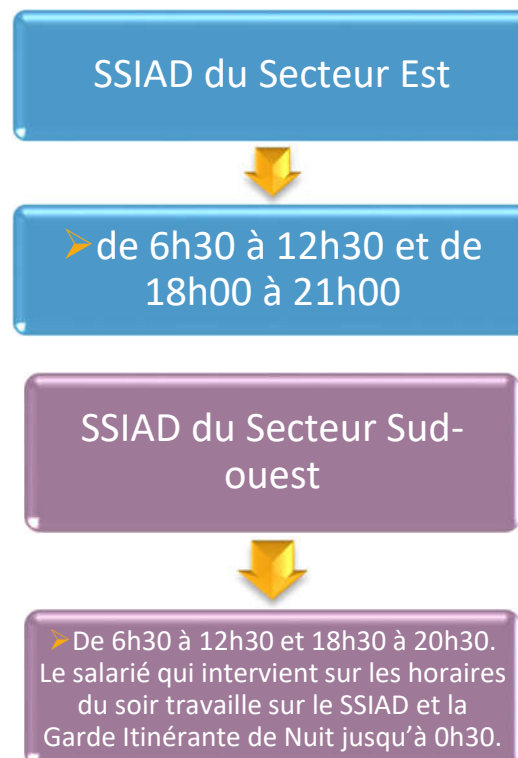 SSIAD du Secteur Est
➢de 6h30 à 12h30 et de
18h00 à 21h00
SSIAD du Secteur Sud-
ouest
➢De 6h30 à 12h30 et 18h30 à 20h30.
Le salarié qui intervient sur les horaires
du soir travaille sur le SSIAD et la
Garde Itinérante de Nuit jusqu’à 0h30.